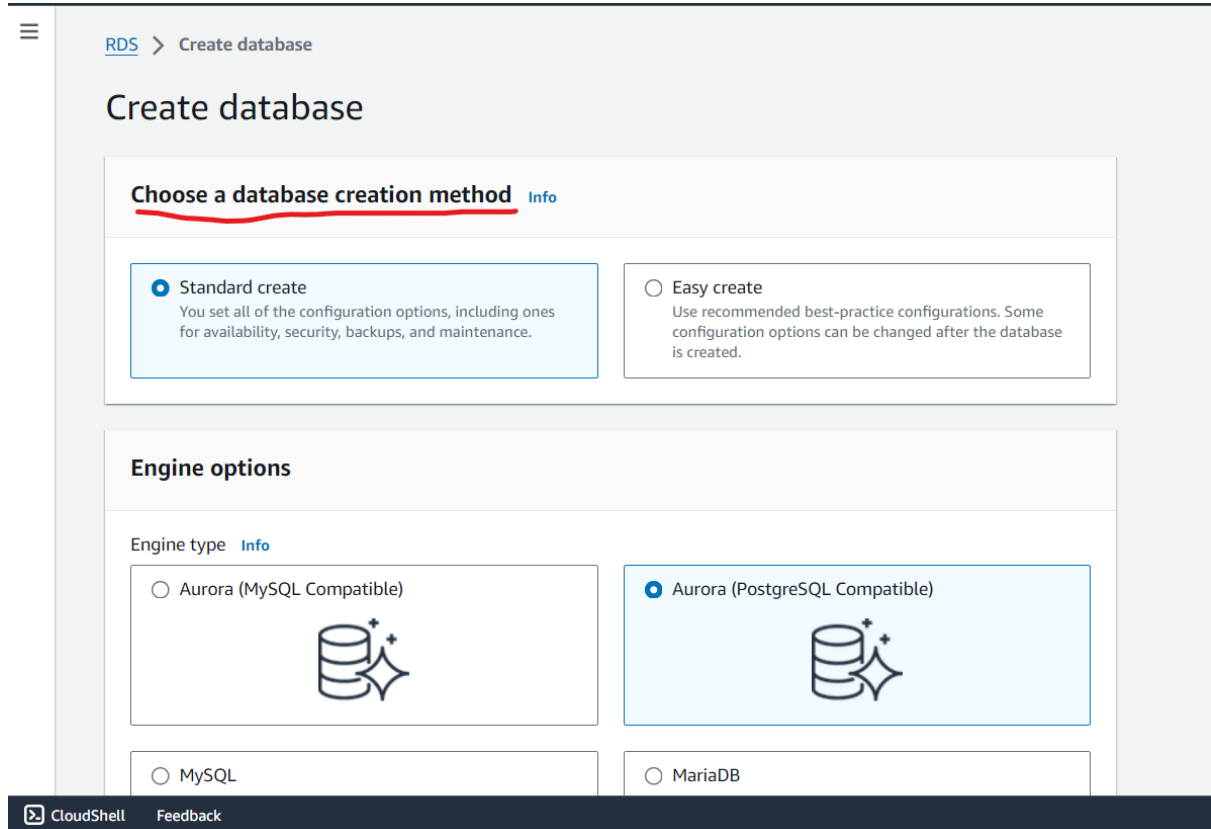 RDS > Create database
Create database
Choose a database creation method Info
Standard create
You set all of the configuration options, including ones
for availability, security, backups, and maintenance.
Easy create
Use recommended best-practice configurations. Some
configuration options can be changed after the database
is created.
Engine options
Engine type Info
Aurora (MySQL Compatible)
Aurora (PostgreSQL Compatible)
MySQL
MariaDB
CloudShell Feedback